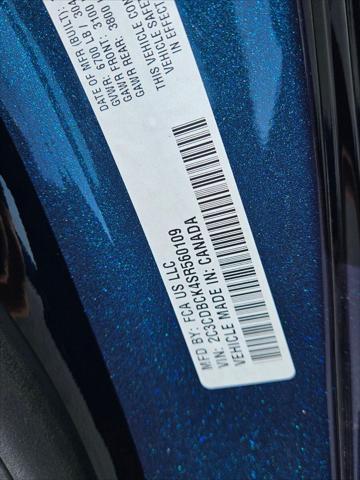 MFD BY: FCA US LLC
DATE OF MFR (BUILT):
GVWR: 6700 LB / 304
GAWR FRONT: 3100
GAWR REAR: 3800
THIS VEHICLE
VEHICLE SAFE
IN EFFECT
VIN: 2C3CDBCK4SR560109
VEHICLE MADE IN: CANADA